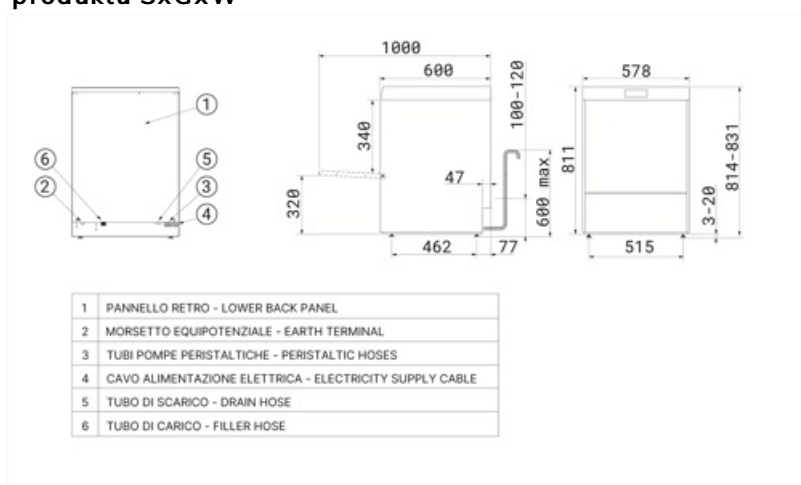 produktu SxGxW
1000
600
578
100-120
1
340
6
5
47
600 max
811
814-831
2
3
4
320
3-20
462
77
515
1 PANNELLO RETRO - LOWER BACK PANEL
2 MORSETTO EQUIPOTENZIALE - EARTH TERMINAL
3 TUBI POMPE PERISTALTICHE - PERISTALTIC HOSES
4 CAVO ALIMENTAZIONE ELETTRICA - ELECTRICITY SUPPLY CABLE
5 TUBO DI SCARICO - DRAIN HOSE
6 TUBO DI CARICO - FILLER HOSE